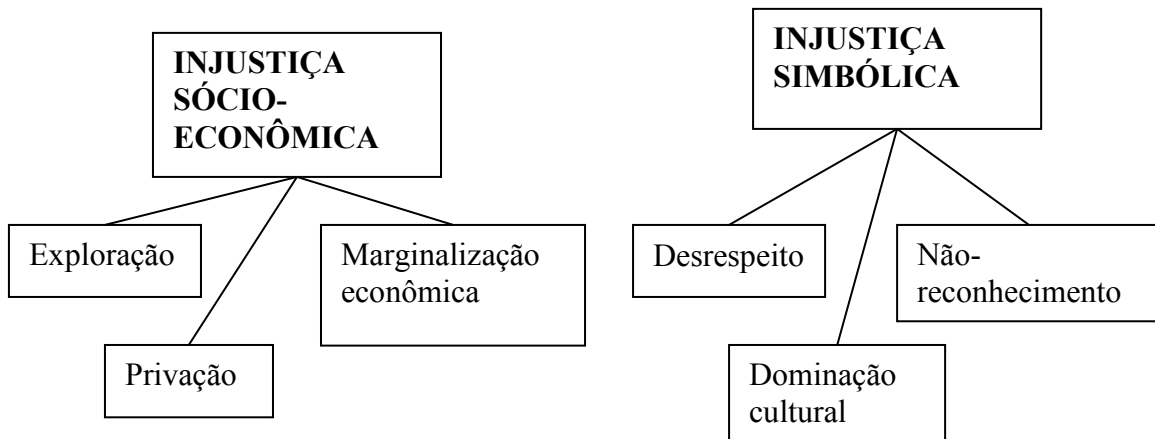 INJUSTIÇA
SÓCIO-
ECONÔMICA
Exploração
Marginalização
econômica
Privação
INJUSTIÇA
SIMBÓLICA
Desrespeito
Não-
reconhecimento
Dominação
cultural